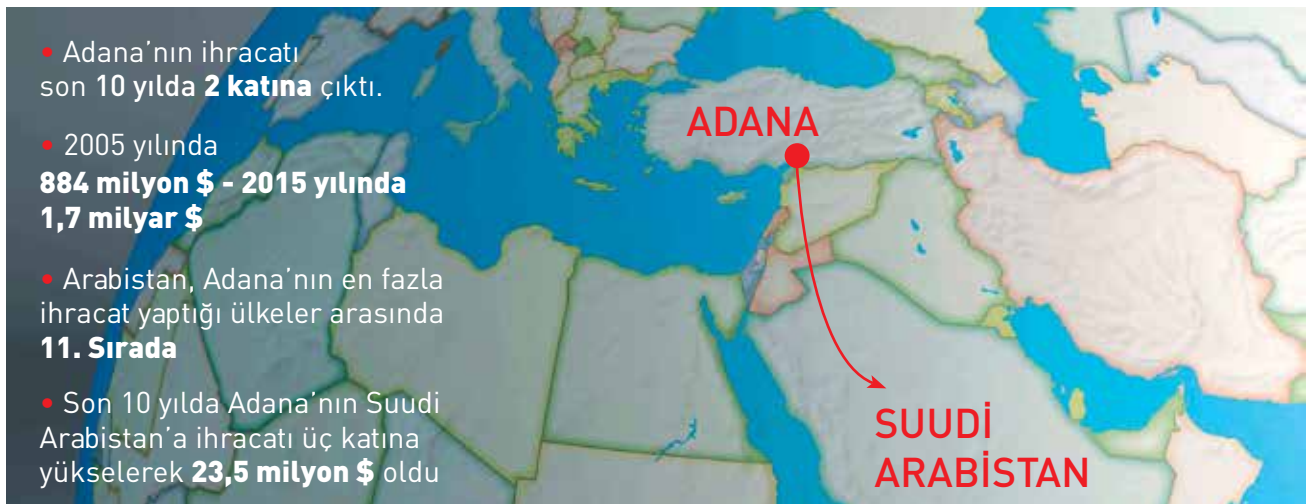 • Adana’nın ihracatı
son 10 yılda 2 katına çıktı.
• 2005 yılında
884 milyon $ - 2015 yılında
1,7 milyar $
• Arabistan, Adana’nın en fazla
ihracat yaptığı ülkeler arasında
11. Sırada
• Son 10 yılda Adana’nın Suudi
Arabistan’a ihracatı üç katına
yükselerek 23,5 milyon $ oldu
ADANA
SUUDİ
ARABİSTAN